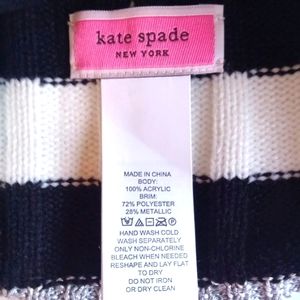 kate spade
NEW YORK
MADE IN CHINA
BODY:
100% ACRYLIC
BRIM:
72% POLYESTER
28% METALLIC
HAND WASH COLD
WASH SEPARATELY
ONLY NON-CHLORINE
BLEACH WHEN NEEDED
RESHAPE AND LAY FLAT
TO DRY
DO NOT IRON
OR DRY CLEAN